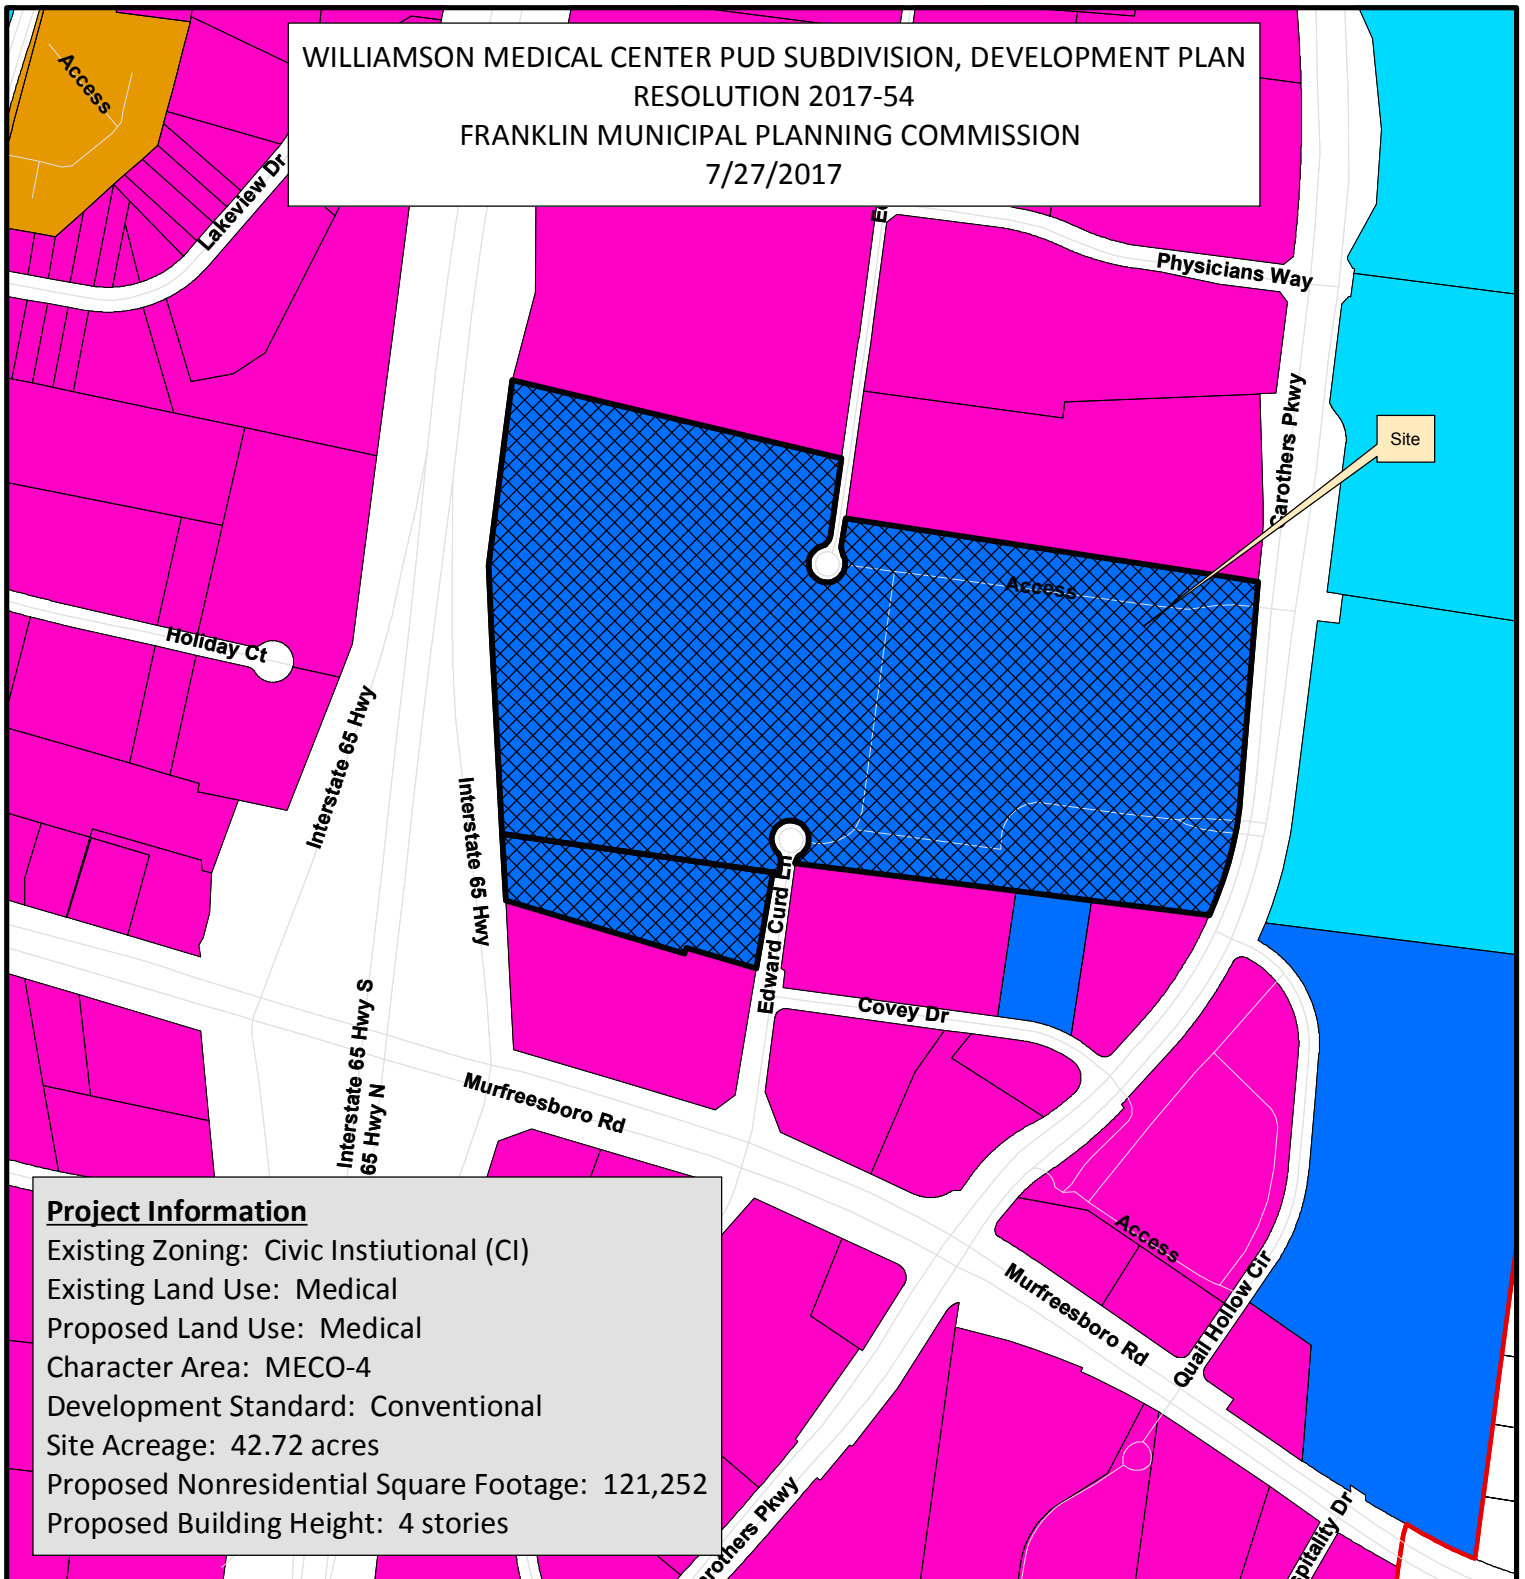 WILLIAMSON MEDICAL CENTER PUD SUBDIVISION, DEVELOPMENT PLAN
RESOLUTION 2017-54
FRANKLIN MUNICIPAL PLANNING COMMISSION
7/27/2017
Access
Lakeview Dr
Physicians Way
Carothers Pkwy
Site
Access
Holiday Ct
Interstate 65 Hwy
Interstate 65 Hwy
Edward Curd Ln
Covey Dr
Interstate 65 Hwy S
65 Hwy N
Murfreesboro Rd
Access
Murfreesboro Rd
Quail Hollow Cir
rothers Pkwy
spitality Dr
Project Information
Existing Zoning: Civic Instiutional (CI)
Existing Land Use: Medical
Proposed Land Use: Medical
Character Area: MECO-4
Development Standard: Conventional
Site Acreage: 42.72 acres
Proposed Nonresidential Square Footage: 121,252
Proposed Building Height: 4 stories